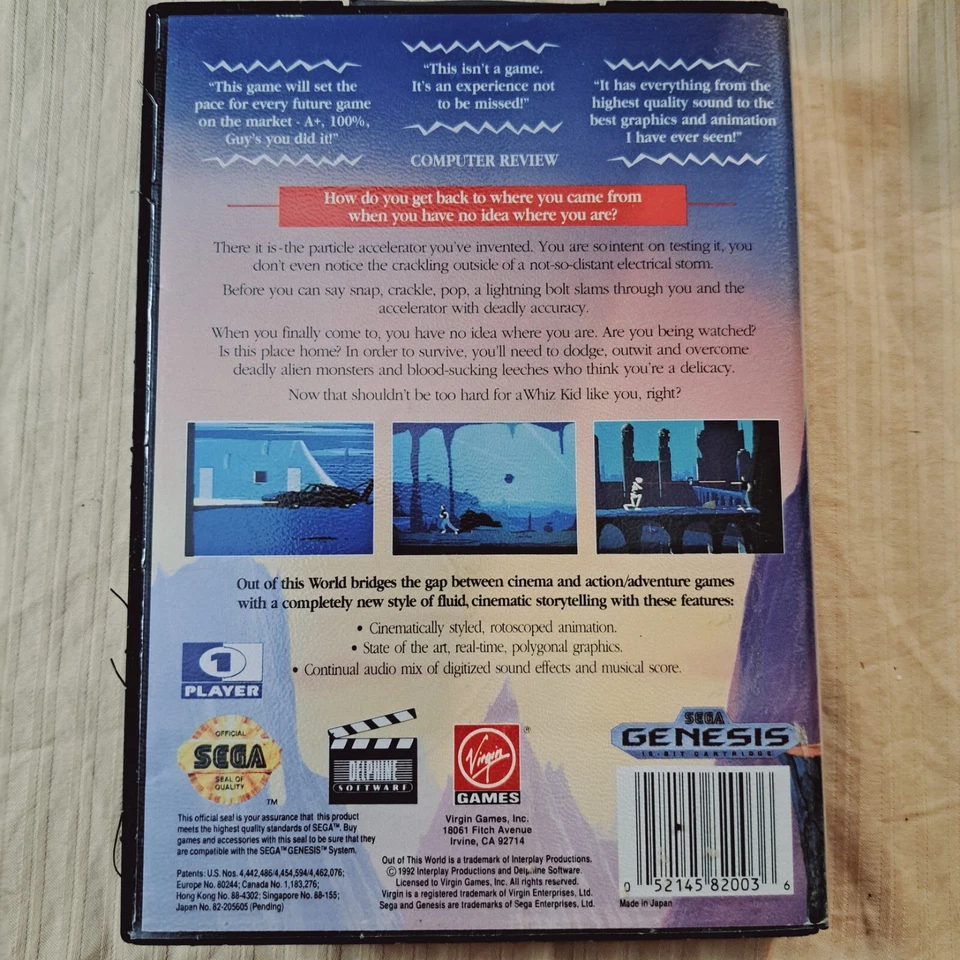 "This game will set the
pace for every future game
on the market - A+, 100%,
Guy's you did it!"
"This isn't a game.
It's an experience not
to be missed!"
COMPUTER REVIEW
"It has everything from the
highest quality sound to the
best graphics and animation
I have ever seen!"
How do you get back to where you came from
when you have no idea where you are?
There it is - the particle accelerator you've invented. You are so intent on testing it, you
don't even notice the crackling outside of a not-so-distant electrical storm.
Before you can say snap, crackle, pop, a lightning bolt slams through you and the
accelerator with deadly accuracy.
When you finally come to, you have no idea where you are. Are you being watched?
Is this place home? In order to survive, you'll need to dodge, outwit and overcome
deadly alien monsters and blood-sucking leeches who think you're a delicacy.
Now that shouldn't be too hard for a Whiz Kid like you, right?
Out of this World bridges the gap between cinema and action/adventure games
with a completely new style of fluid, cinematic storytelling with these features:
• Cinematically styled, rotoscoped animation.
• State of the art, real-time, polygonal graphics.
• Continual audio mix of digitized sound effects and musical score.
1
PLAYER
OFFICIAL
SEGA
SEAL OF
QUALITY
TM
This official seal is your assurance that this product
meets the highest quality standards of SEGA™. Buy
games and accessories with this seal to be sure that they
are compatible with the SEGA™ GENESIS™ System.
Patents: U.S. Nos. 4,442,486/4,454,594/4,462,076;
Europe No. 80244; Canada No. 1,183,276;
Hong Kong No. 88-4302; Singapore No. 88-155;
Japan No. 82-205605 (Pending)
DELPHINE
SOFTWARE
Virgin
®
GAMES
Virgin Games, Inc.
18061 Fitch Avenue
Irvine, CA 92714
Out of This World is a trademark of Interplay Productions.
© 1992 Interplay Productions and Delphine Software.
Licensed to Virgin Games, Inc. All rights reserved.
Virgin is a registered trademark of Virgin Enterprises, Ltd.
Sega and Genesis are trademarks of Sega Enterprises, Ltd.
SEGA
GENESIS
16-BIT CARTRIDGE
0 52145 82003 6
Made in Japan